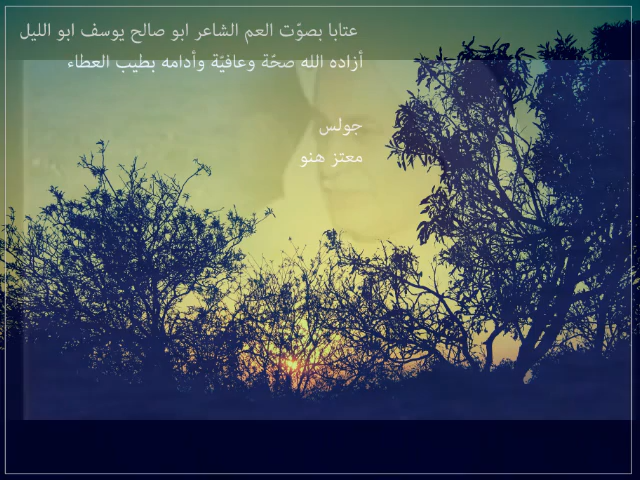 عتابا بصوّت العم الشاعر ابو صالح يوسف ابو الليل
أزاده الله صحّة وعافيّة وأدامه بطيب العطاء
جولس
معتز هنو